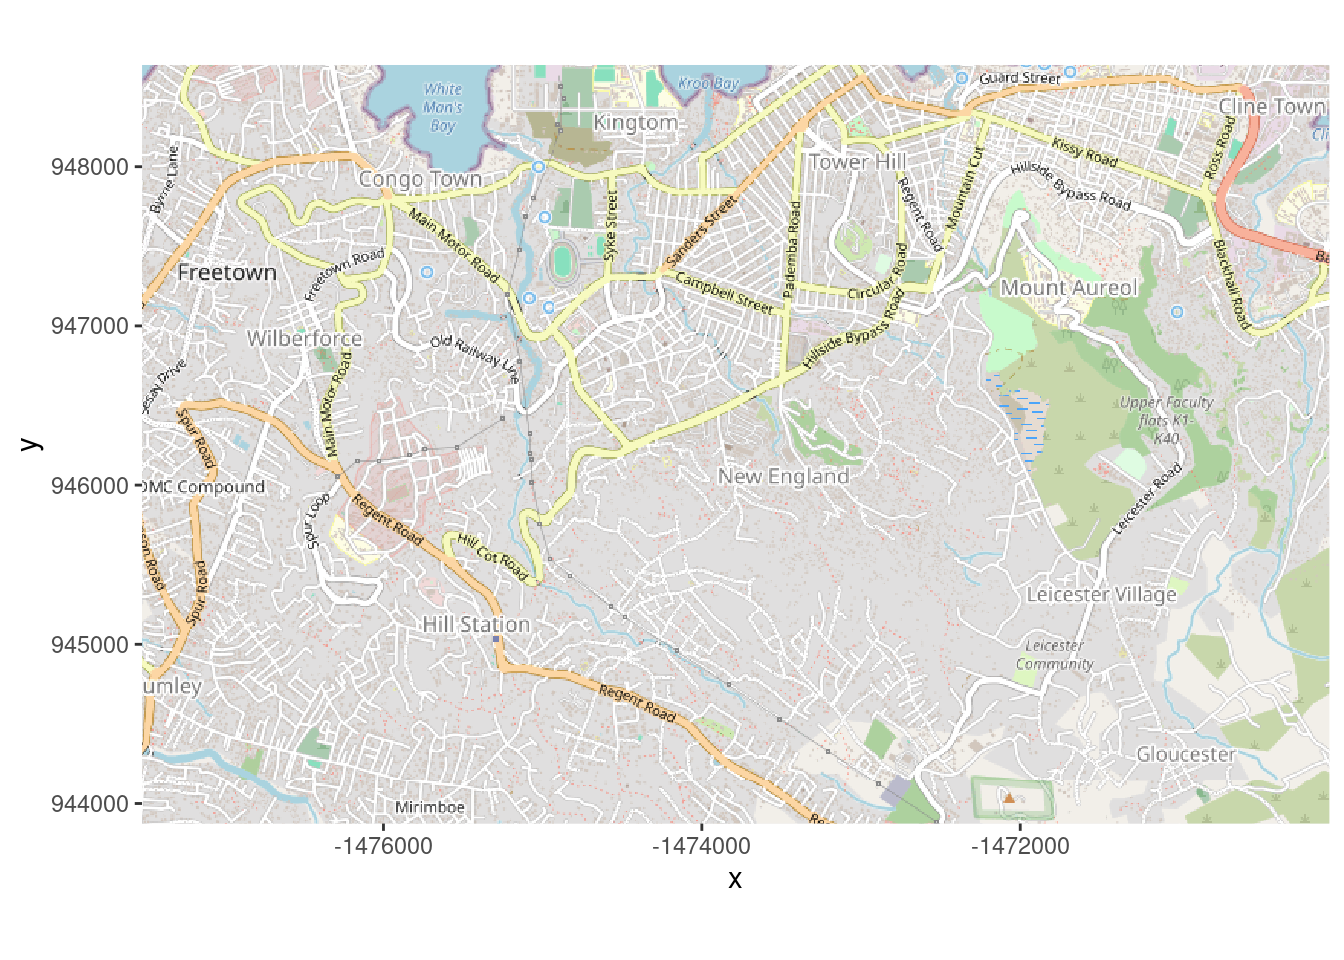 White
Man's
Bay
Kroo Bay
Guard Street
Cline Town
Kingtom
Byrne Lane
Congo Town
Tower Hill
Kissy Road
Ross Road
Hillside Bypass Road
Mountain Cut
Regent Road
Main Motor Road
Syke Street
Sanders Street
Pademba Road
Freetown
Freetown Road
Campbell Street
Circular Road
Mount Aureol
Blackhall Road
Wilberforce
Old Railway Line
Hillside Bypass Road
Main Motor Road
Upper Faculty
flats K1-
K40
Spur Road
New England
Leicester Road
Spur Loop
Regent Road
Hill Cot Road
Spur Road
Leicester Village
Hill Station
Leicester
Community
Regent Road
Gloucester
Mirimboe
948000
947000
946000
945000
944000
y
-1476000
-1474000
-1472000
x